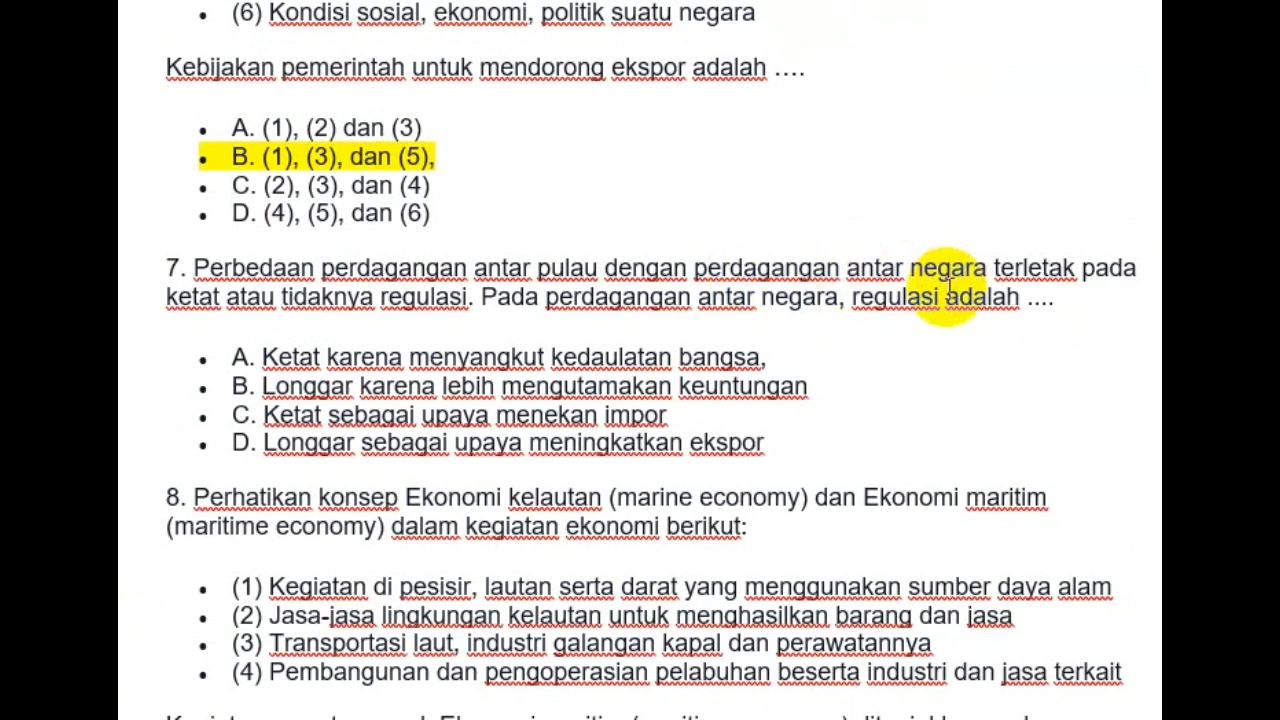 (6) Kondisi sosial, ekonomi, politik suatu negara
Kebijakan pemerintah untuk mendorong ekspor adalah ....
A. (1), (2) dan (3)
B. (1), (3), dan (5),
C. (2), (3), dan (4)
D. (4), (5), dan (6)
7. Perbedaan perdagangan antar pulau dengan perdagangan antar negara terletak pada
ketat atau tidaknya regulasi. Pada perdagangan antar negara, regulasi adalah ....
A. Ketat karena menyangkut kedaulatan bangsa,
B. Longgar karena lebih mengutamakan keuntungan
C. Ketat sebagai upaya menekan impor
D. Longgar sebagai upaya meningkatkan ekspor
8. Perhatikan konsep Ekonomi kelautan (marine economy) dan Ekonomi maritim
(maritime economy) dalam kegiatan ekonomi berikut:
(1) Kegiatan di pesisir, lautan serta darat yang menggunakan sumber daya alam
(2) Jasa-jasa lingkungan kelautan untuk menghasilkan barang dan jasa
(3) Transportasi laut, industri galangan kapal dan perawatannya
(4) Pembangunan dan pengoperasian pelabuhan beserta industri dan jasa terkait